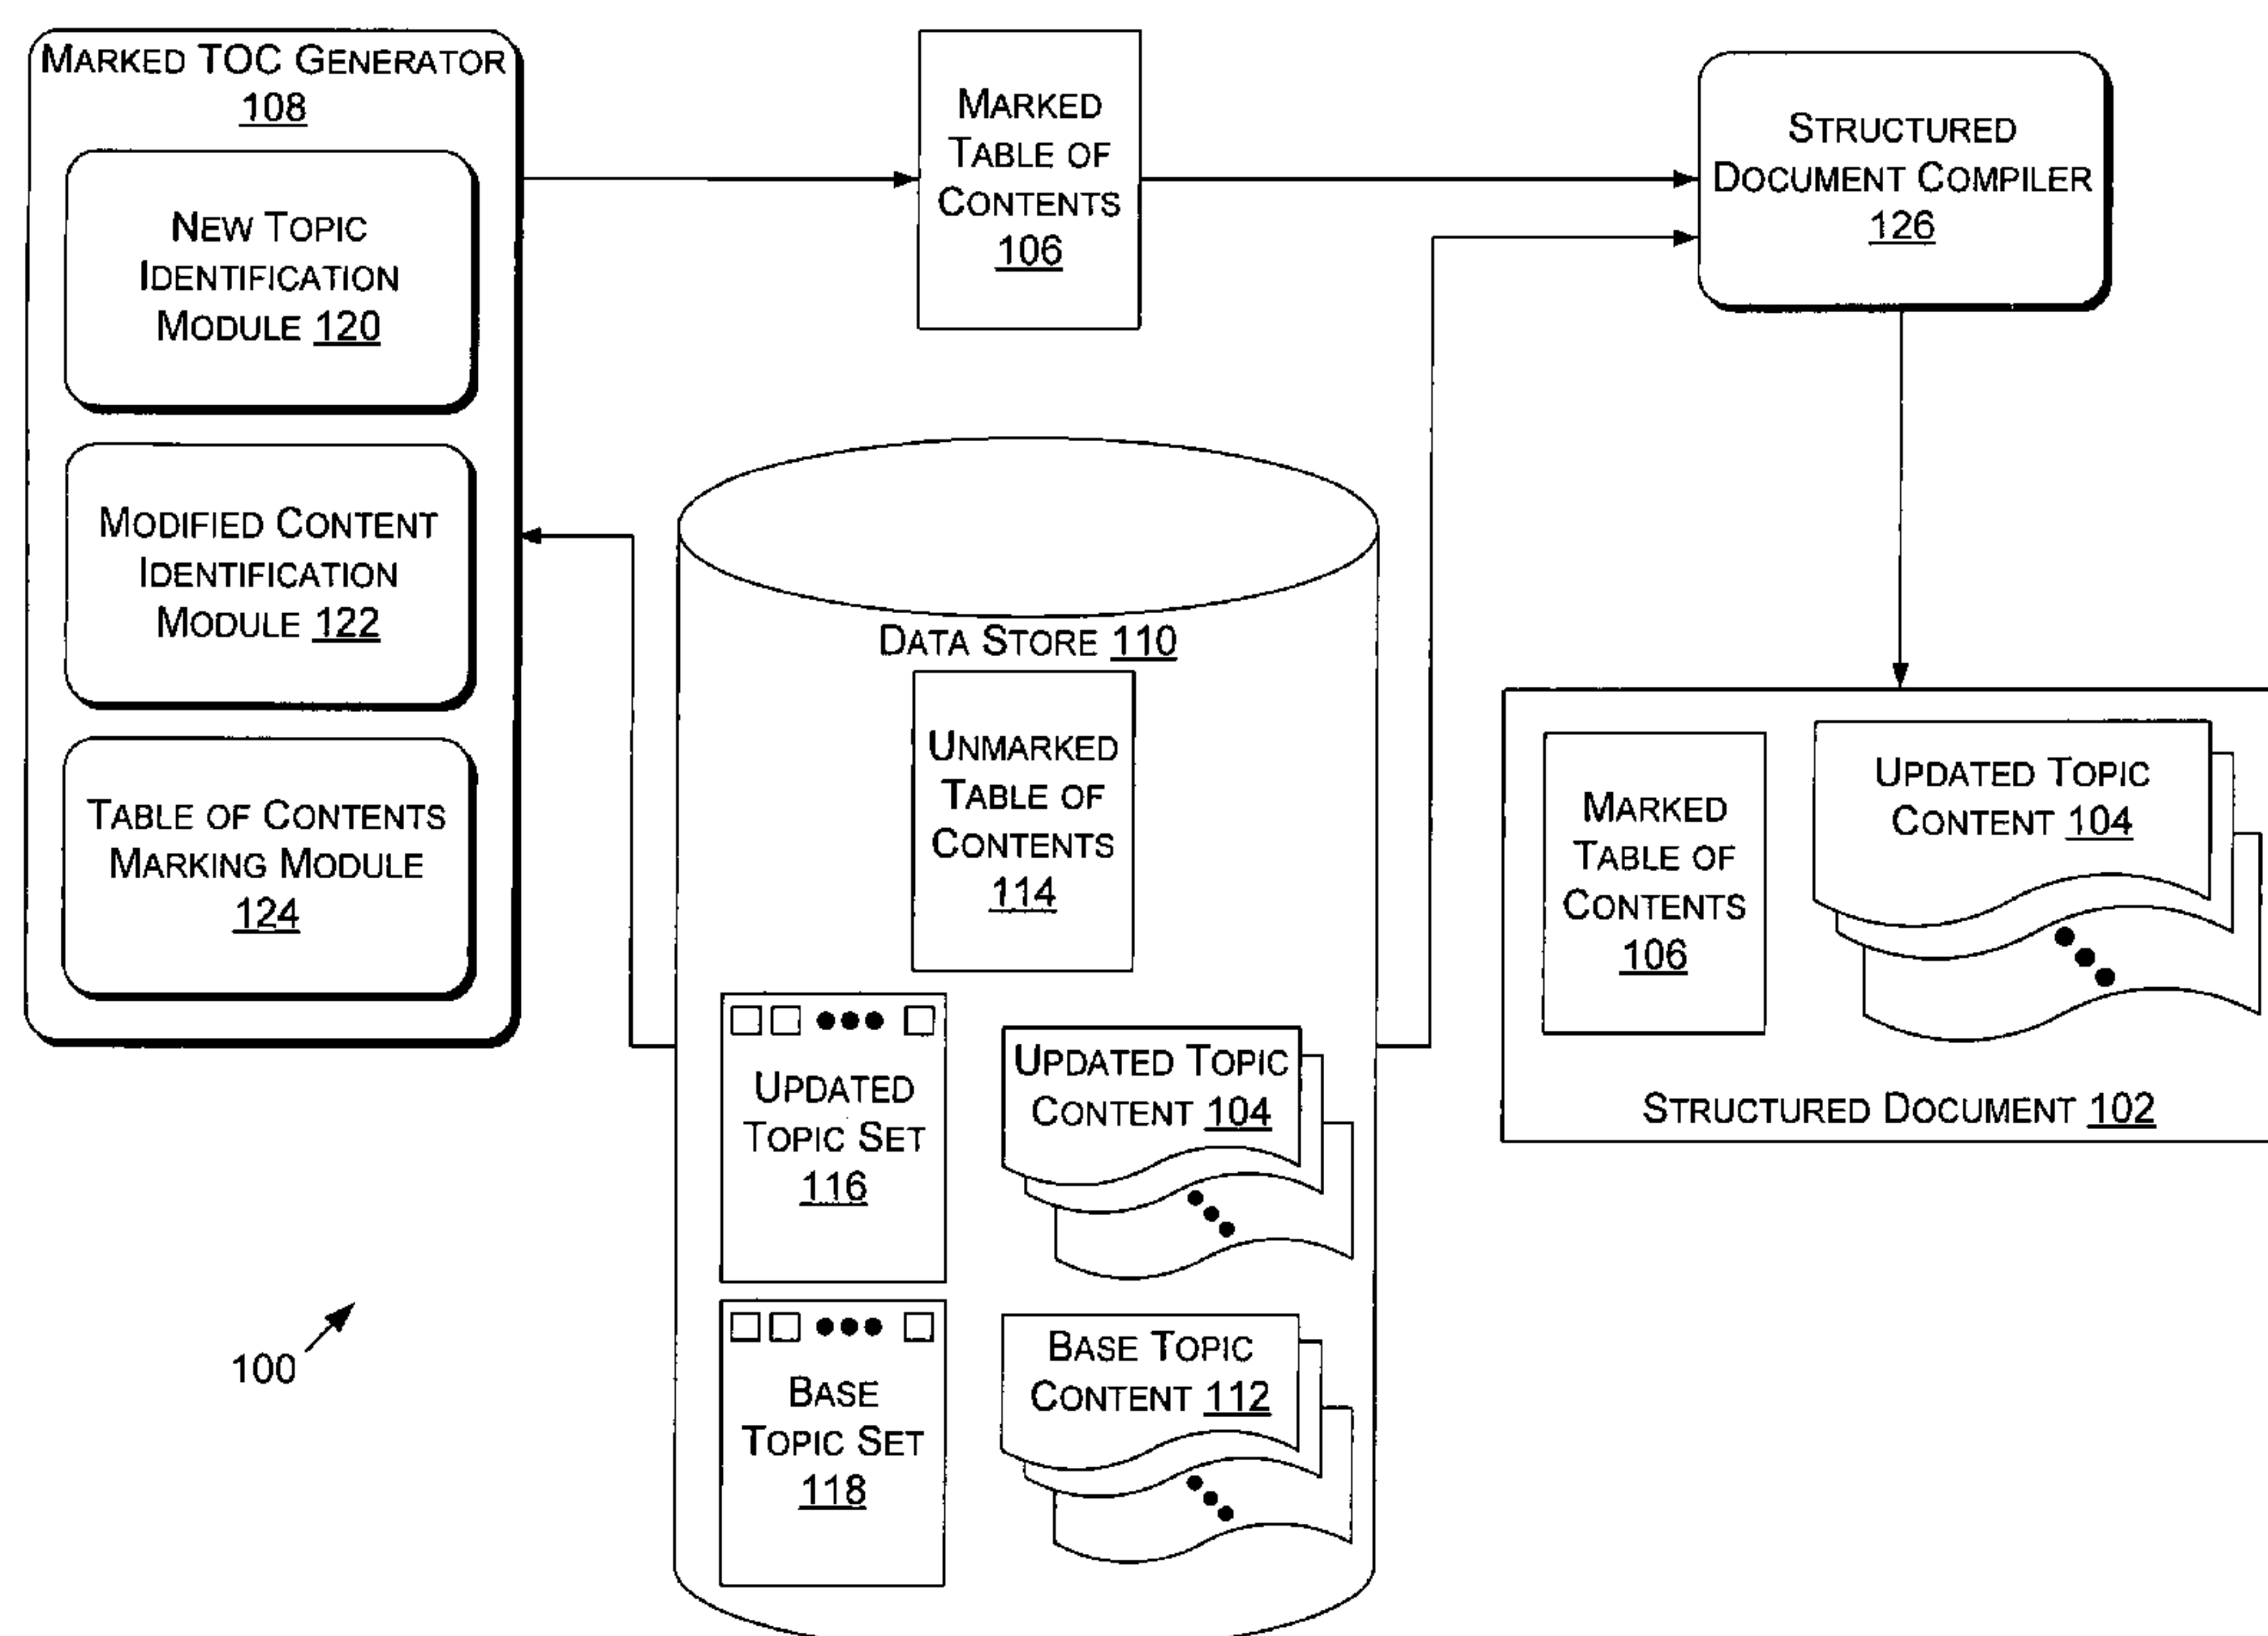 MARKED TOC GENERATOR
108
NEW TOPIC
IDENTIFICATION
MODULE 120
MODIFIED CONTENT
IDENTIFICATION
MODULE 122
TABLE OF CONTENTS
MARKING MODULE
124
MARKED
TABLE OF
CONTENTS
106
STRUCTURED
DOCUMENT COMPILER
126
DATA STORE 110
UNMARKED
TABLE OF
CONTENTS
114
UPDATED
TOPIC SET
116
UPDATED TOPIC
CONTENT 104
BASE
TOPIC SET
118
BASE TOPIC
CONTENT 112
MARKED
TABLE OF
CONTENTS
106
UPDATED TOPIC
CONTENT 104
STRUCTURED DOCUMENT 102
100